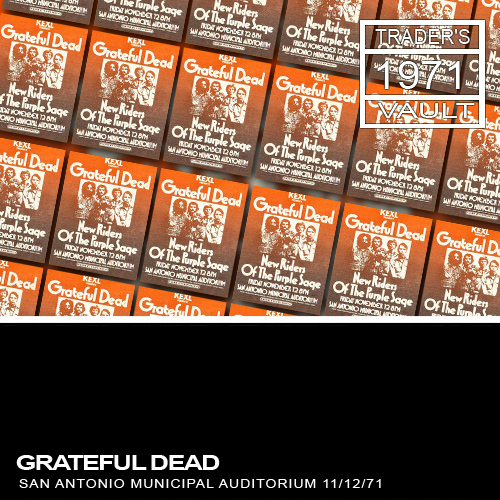 TRADER'S
1971
VAULT
KEXL
Grateful Dead
New Riders
Of The Purple Sage
FRIDAY NOVEMBER 12 8PM
SAN ANTONIO MUNICIPAL AUDITORIUM
GRATEFUL DEAD
SAN ANTONIO MUNICIPAL AUDITORIUM 11/12/71